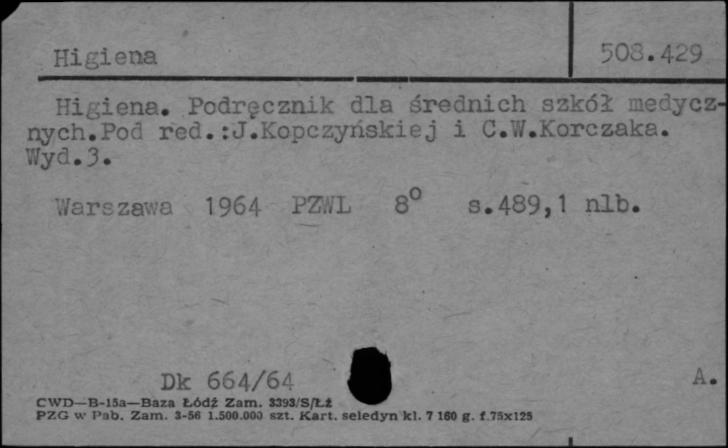 Higiena
508.429
Higiena. Podręcznik dla średnich szkół medycz-
nych.Pod red.:J.Kopczyńskiej i C.W.Korczaka.
Wyd.3.
Warszawa 1964 PZWL 8° s.489,1 nlb.
Dk 664/64
A.
CWD—B-15a—Baza Łódź Zam. 3393/S/Łź
PZG w Pab. Zam. 3-56 1.500.000 szt. Kart. seledyn kl. 7 160 g. f.75x125